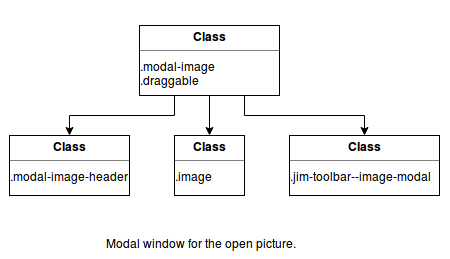 Class
.modal-image
.draggable
Class
.modal-image-header
Class
.image
Class
.jim-toolbar--image-modal
Modal window for the open picture.